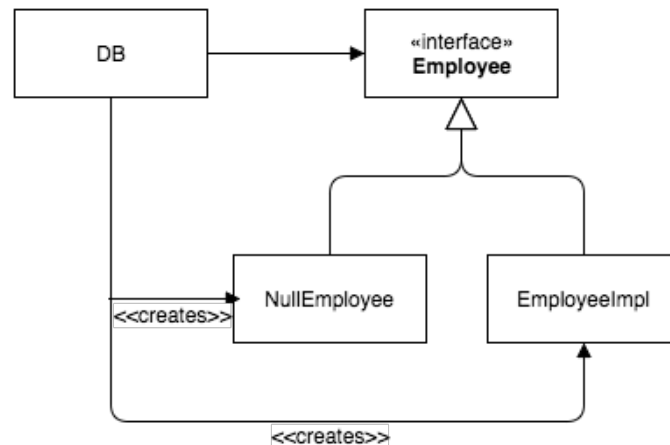 DB
«interface»
Employee
NullEmployee
EmployeeImpl
<<creates>>
<<creates>>